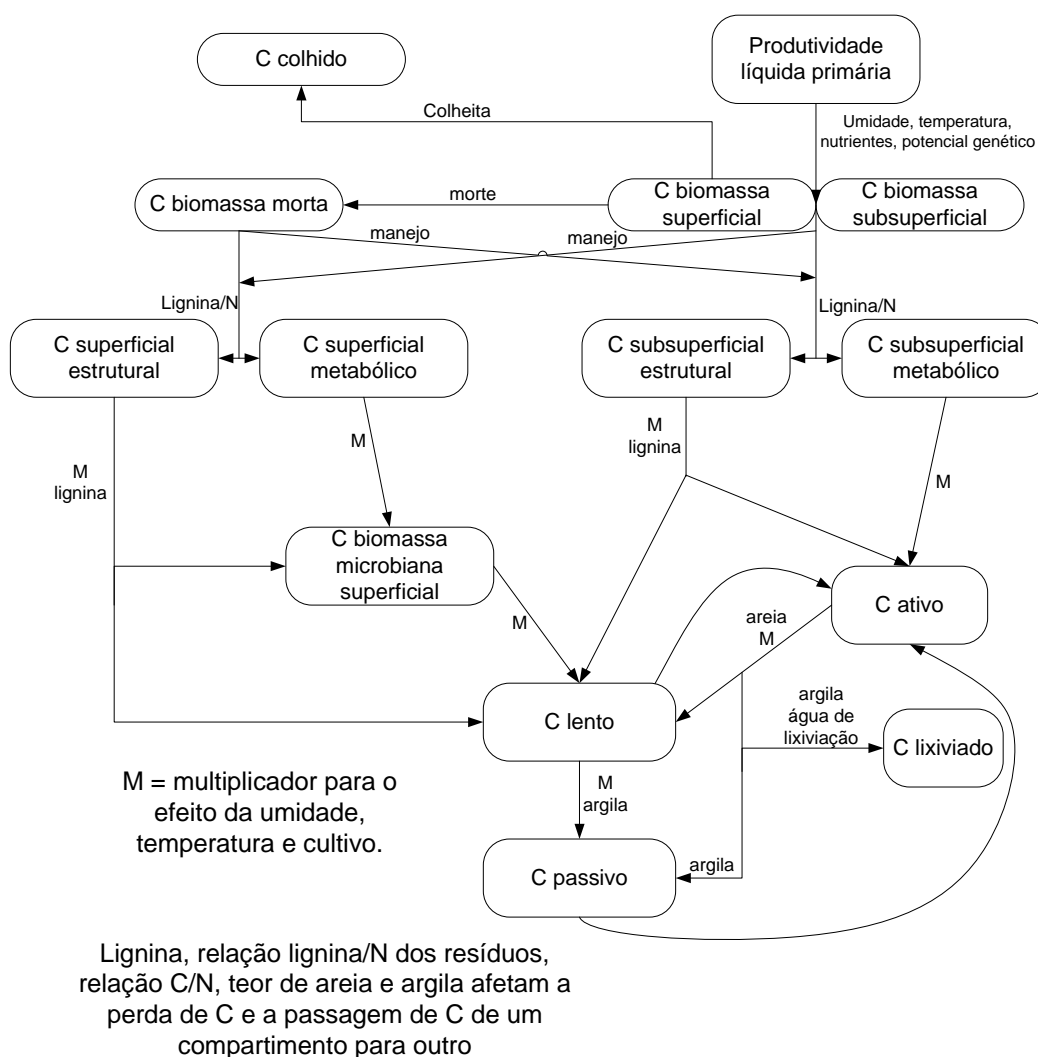 C colhido
Produtividade
líquida primária
Colheita
Umidade, temperatura,
nutrientes, potencial genético
C biomassa morta
morte
C biomassa
superficial
C biomassa
subsuperficial
manejo
manejo
Lignina/N
Lignina/N
C superficial
estrutural
C superficial
metabólico
C subsuperficial
estrutural
C subsuperficial
metabólico
M
lignina
M
M
lignina
M
C biomassa
microbiana
superficial
M
C ativo
areia
M
C lento
argila
água de
lixiviação
C lixiviado
M = multiplicador para o
efeito da umidade,
temperatura e cultivo.
M
argila
C passivo
argila
Lignina, relação lignina/N dos resíduos,
relação C/N, teor de areia e argila afetam a
perda de C e a passagem de C de um
compartimento para outro